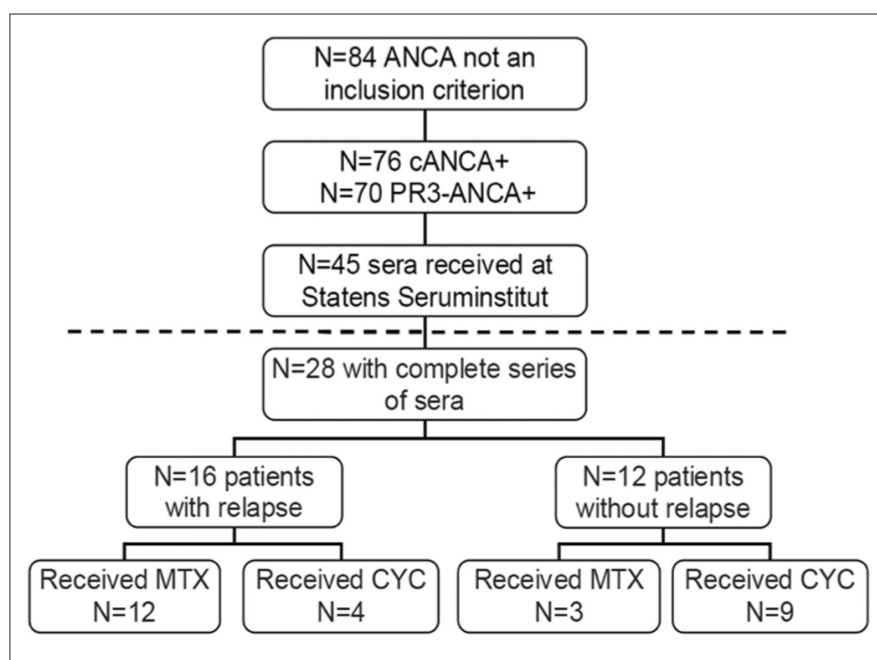 N=84 ANCA not an
inclusion criterion
N=76 cANCA+
N=70 PR3-ANCA+
N=45 sera received at
Statens Seruminstitut
N=28 with complete series
of sera
N=16 patients
with relapse
N=12 patients
without relapse
Received MTX
N=12
Received CYC
N=4
Received MTX
N=3
Received CYC
N=9